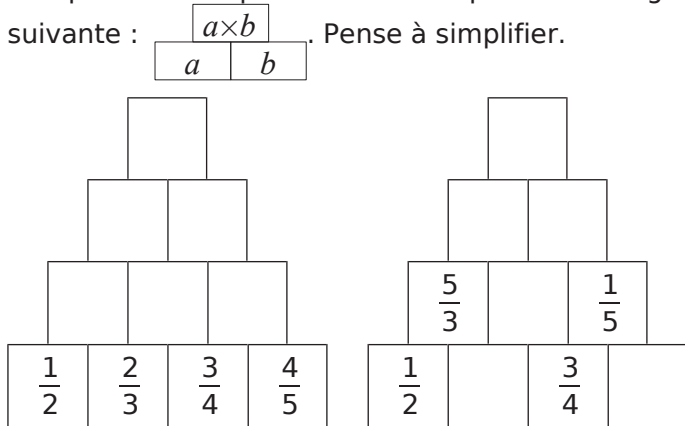 suivante : a×b . Pense à simplifier.
a b
5/3 1/5
1/2 2/3 3/4 4/5 1/2 3/4